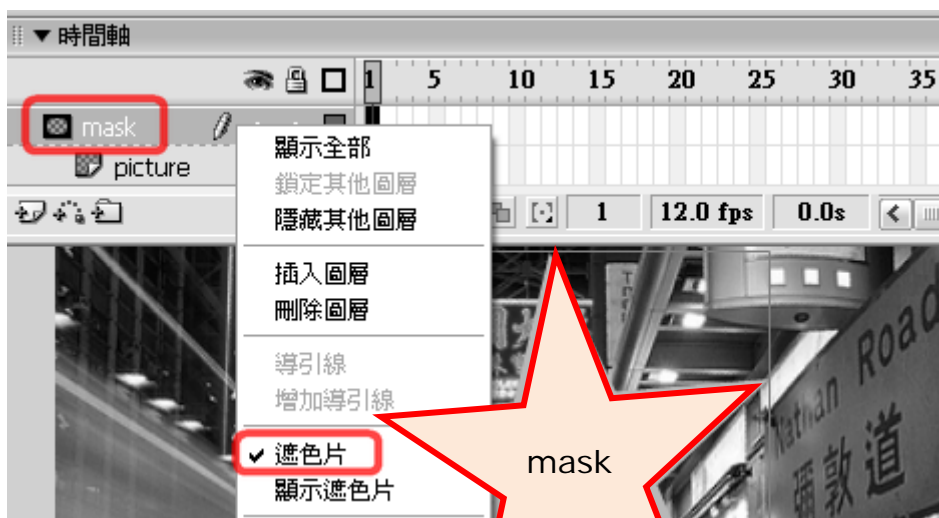 時間軸
1 5 10 15 20 25 30 35
mask
picture
顯示全部
鎖定其他圖層
隱藏其他圖層
1 12.0 fps 0.0s
插入圖層
刪除圖層
導引線
增加導引線
遮色片
顯示遮色片
mask
Nathan Road
彌敦道